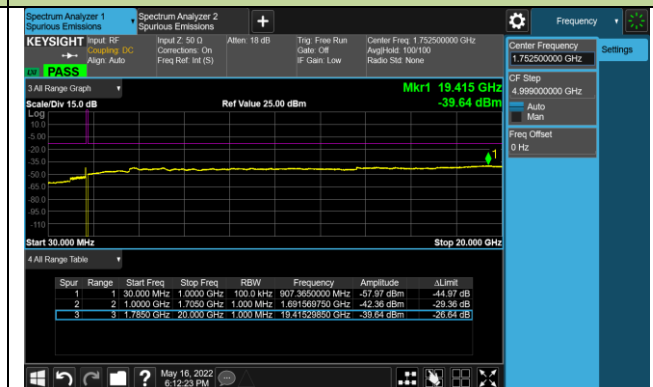 Spectrum Analyzer 1
Spurious Emissions
Spectrum Analyzer 2
Spurious Emissions
+
Frequency
KEYSIGHT
Input: RF
Coupling: DC
Align: Auto
Input Z: 50 Ω
Corrections: On
Freq Ref: Int (S)
Atten: 18 dB
Trig: Free Run
Gate: Off
IF Gain: Low
Center Freq: 1.752500000 GHz
Avg|Hold: 100/100
Radio Std: None
PASS
Center Frequency
1.752500000 GHz
Settings
CF Step
4.999000000 GHz
Auto
Man
Freq Offset
0 Hz
3 All Range Graph
Mkr1 19.415 GHz
Scale/Div 15.0 dB
Ref Value 25.00 dBm
-39.64 dBm
Log
10.0
-5.00
-20.0
-35.0
-50.0
-65.0
-80.0
-95.0
-110
1
Start 30.000 MHz
Stop 20.000 GHz
4 All Range Table
Spur Range Start Freq Stop Freq RBW Frequency Amplitude ΔLimit
1 1 30.000 MHz 1.0000 GHz 100.0 kHz 907.3650000 MHz -57.97 dBm -44.97 dB
2 2 1.0000 GHz 1.7050 GHz 1.000 MHz 1.691569750 GHz -42.36 dBm -29.36 dB
3 3 1.7850 GHz 20.000 GHz 1.000 MHz 19.41529850 GHz -39.64 dBm -26.64 dB
?
May 16, 2022
6:12:23 PM